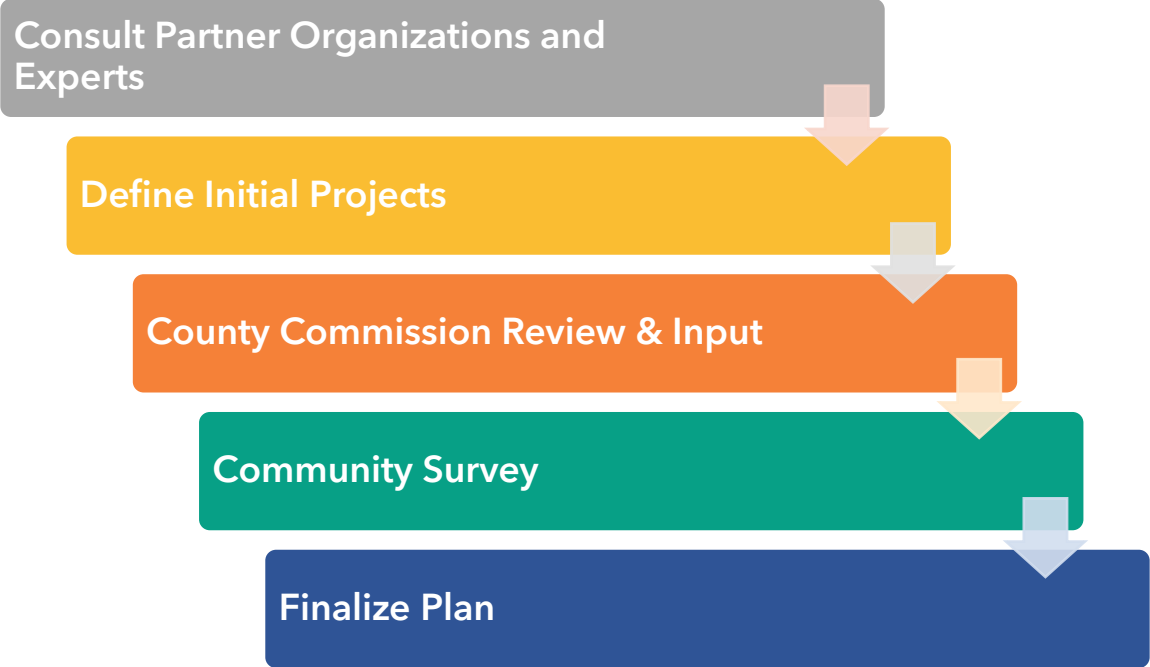 Consult Partner Organizations and
Experts
Define Initial Projects
County Commission Review & Input
Community Survey
Finalize Plan